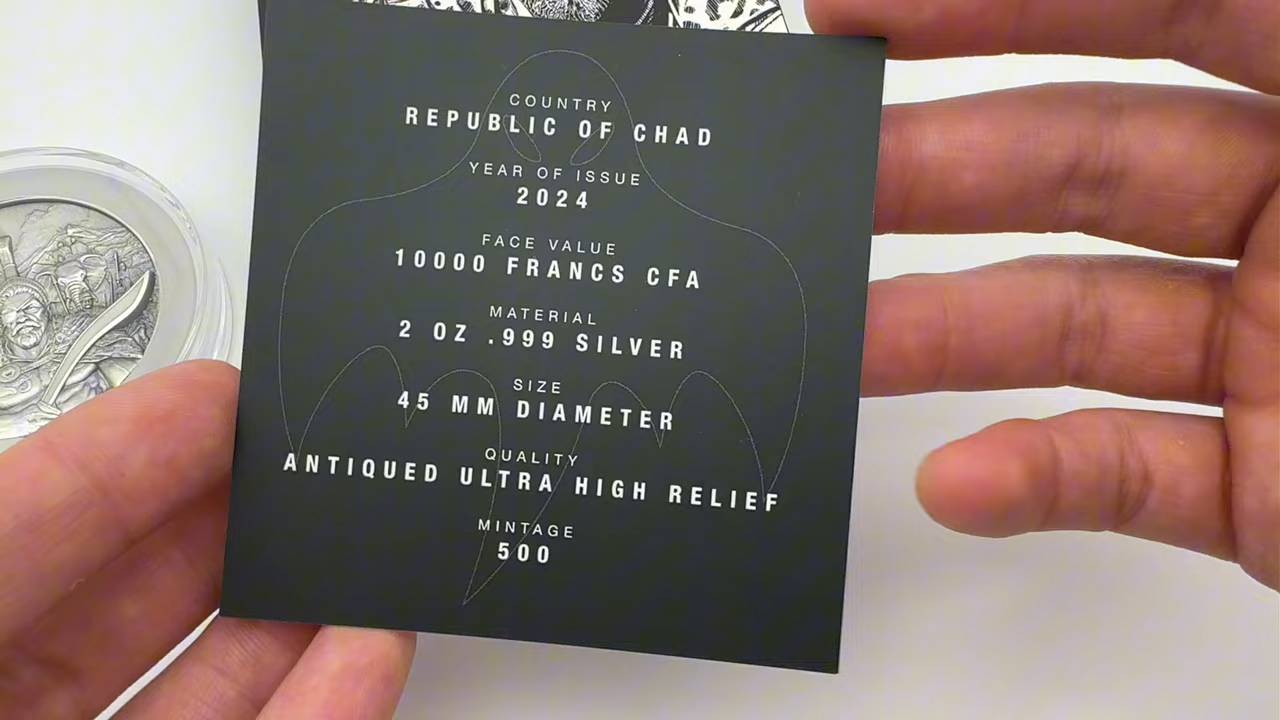 COUNTRY
REPUBLIC OF CHAD
YEAR OF ISSUE
2024
FACE VALUE
10000 FRANCS CFA
MATERIAL
2 OZ .999 SILVER
SIZE
45 MM DIAMETER
QUALITY
ANTIQUED ULTRA HIGH RELIEF
MINTAGE
500